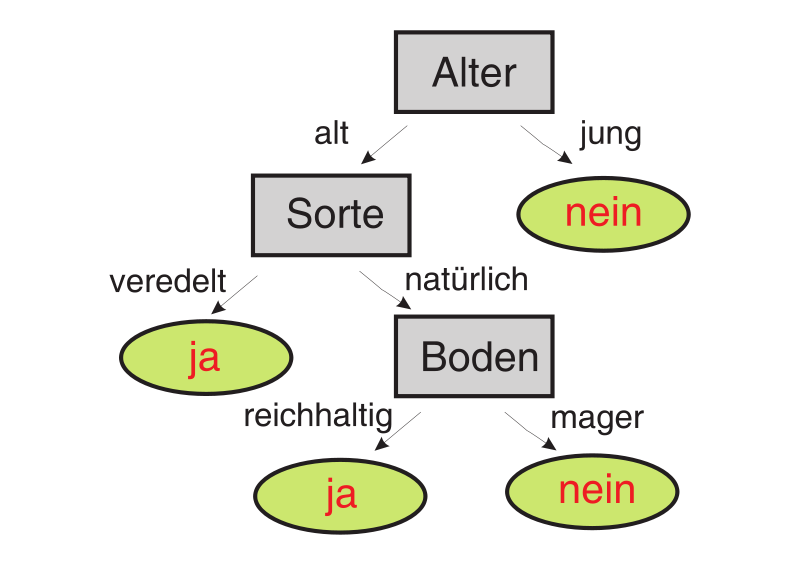 Alter
alt
jung
Sorte
nein
veredelt
natürlich
ja
Boden
reichhaltig
mager
ja
nein